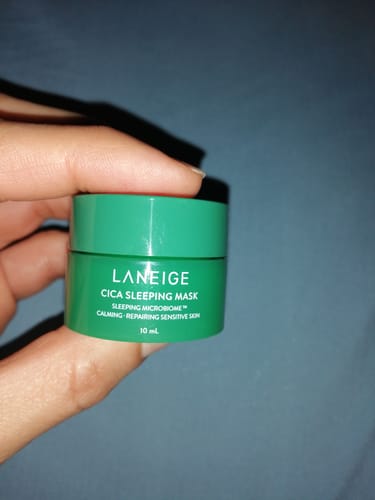 LANEIGE
CICA SLEEPING MASK
SLEEPING MICROBIOME™
CALMING · REPAIRING SENSITIVE SKIN
10 mL